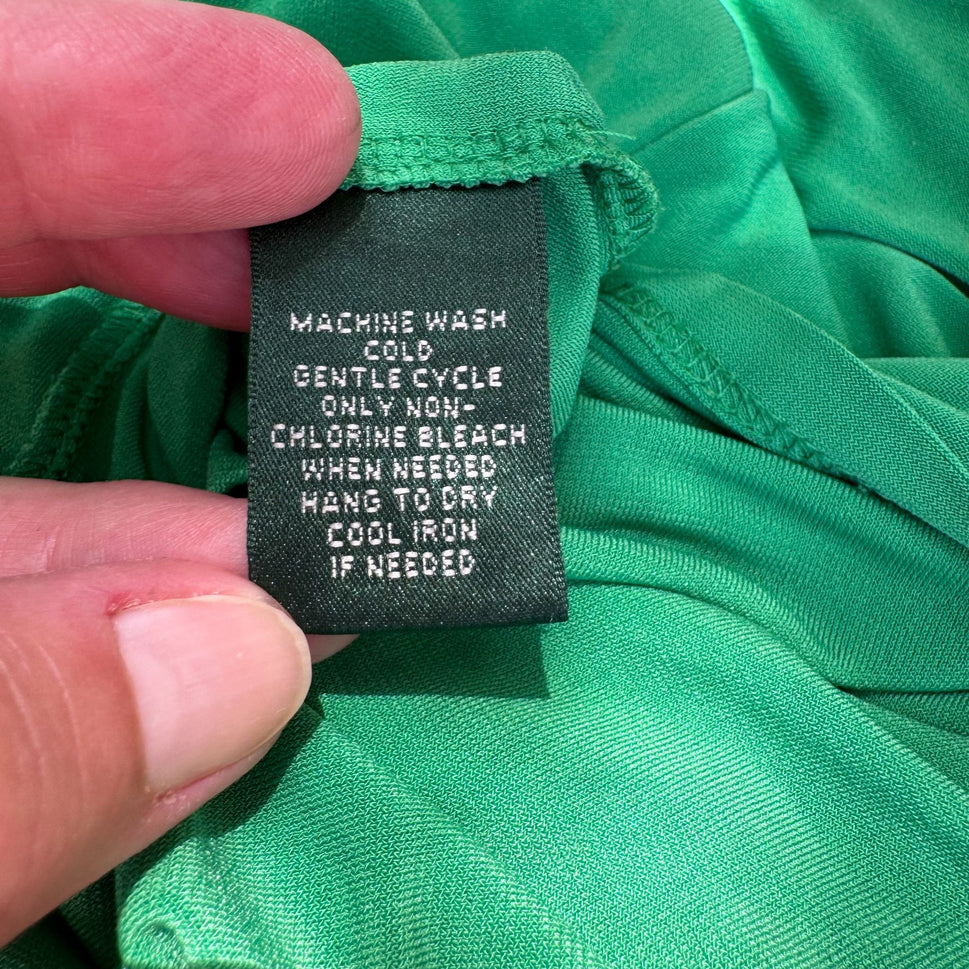 MACHINE WASH
COLD
GENTLE CYCLE
ONLY NON-
CHLORINE BLEACH
WHEN NEEDED
HANG TO DRY
COOL IRON
IF NEEDED